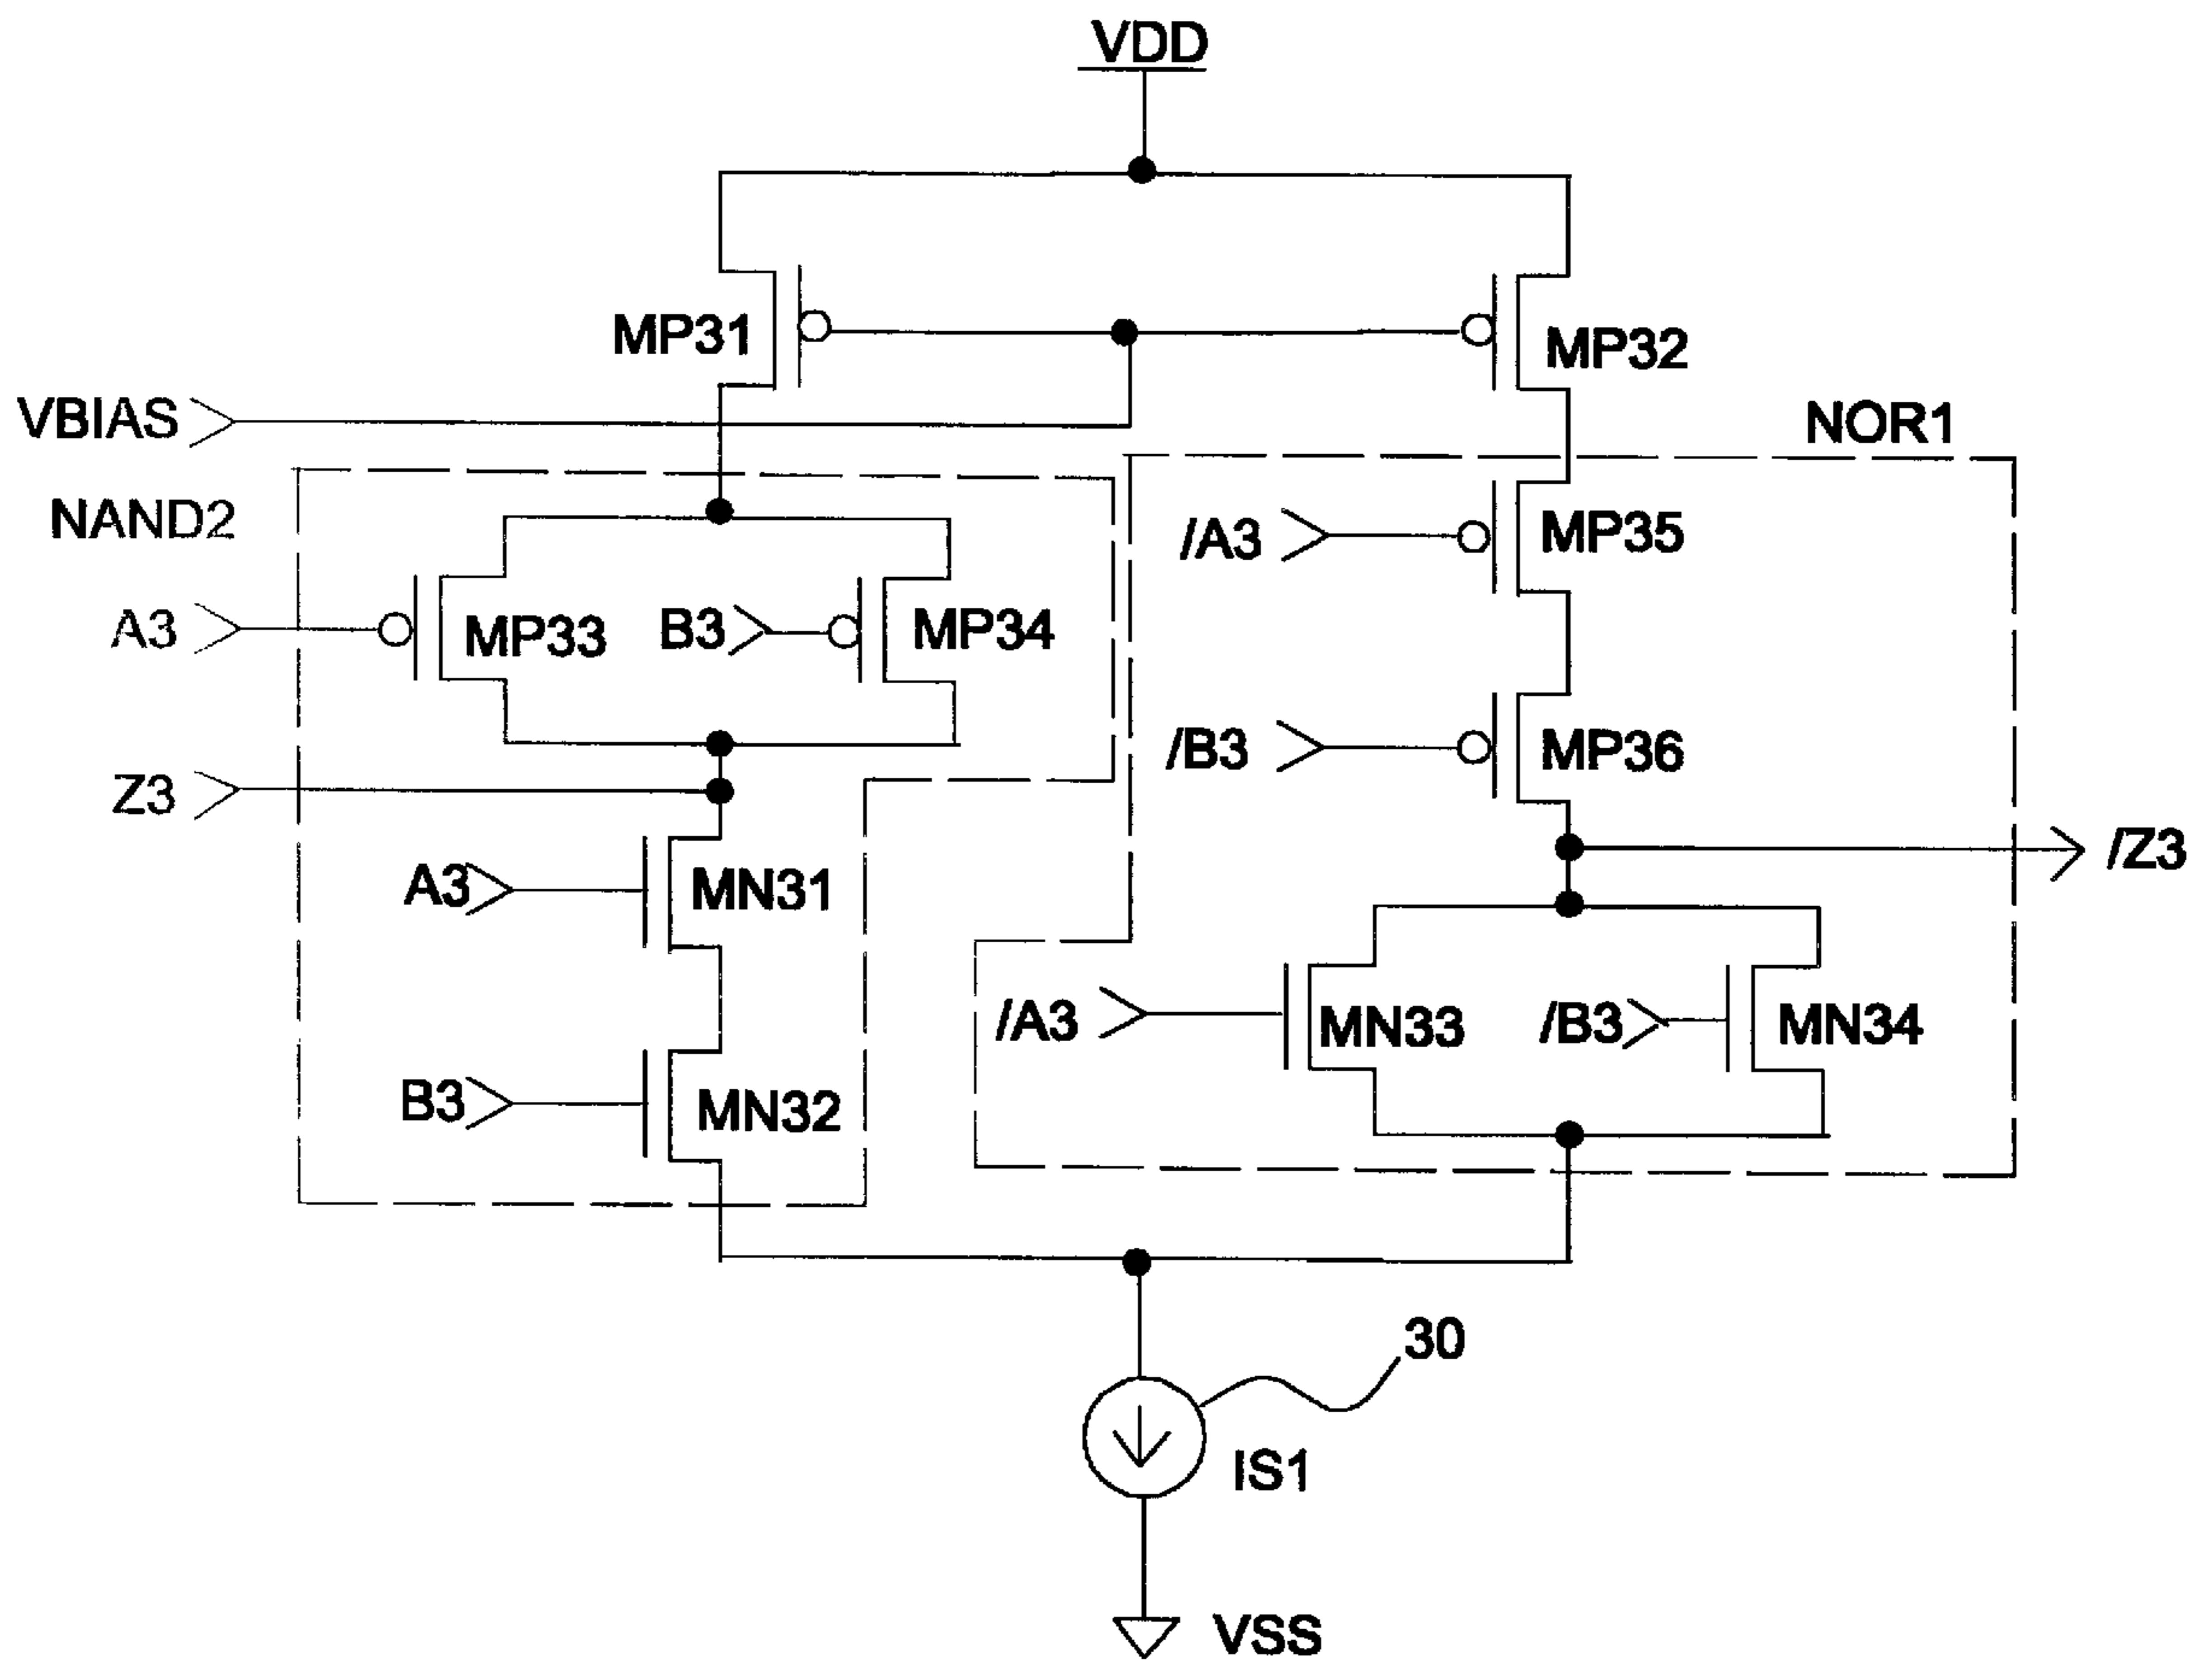 VDD
MP31
MP32
VBIAS
NOR1
NAND2
/A3
MP35
A3
MP33
B3
MP34
/B3
MP36
Z3
/Z3
A3
MN31
/A3
MN33
/B3
MN34
B3
MN32
30
IS1
VSS